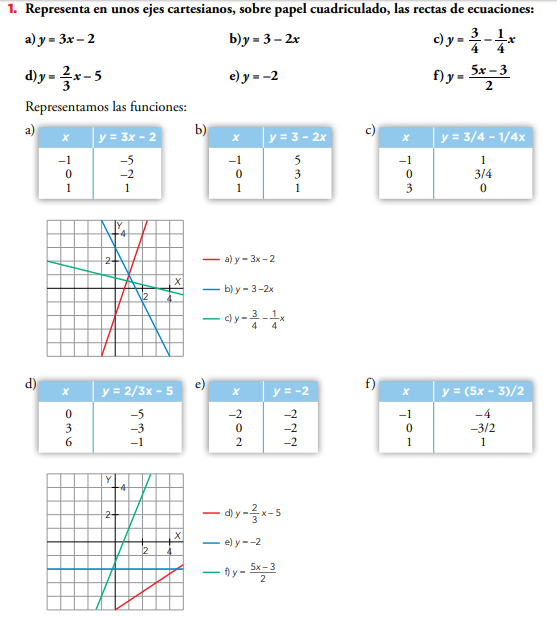 1. Representa en unos ejes cartesianos, sobre papel cuadriculado, las rectas de ecuaciones:
a) y = 3x – 2 b) y = 3 – 2x c) y = 3/4 – 1/4 x
d) y = 2/3 x – 5 e) y = –2 f) y = 5x – 3/2
Representamos las funciones:
a) x y = 3x – 2 b) x y = 3 – 2x c) x y = 3/4 – 1/4x
–1 –5 –1 5 –1 1
0 –2 0 3 0 3/4
1 1 1 1 3 0
Y
4
2
X
2 4
a) y = 3x – 2
b) y = 3 –2x
c) y = 3/4 – 1/4 x
d) x y = 2/3x – 5 e) x y = –2 f) x y = (5x – 3)/2
0 –5 –2 –2 –1 –4
3 –3 0 –2 0 –3/2
6 –1 2 –2 1 1
Y
4
2
X
2 4
d) y = 2/3 x – 5
e) y = –2
f) y = 5x – 3/2